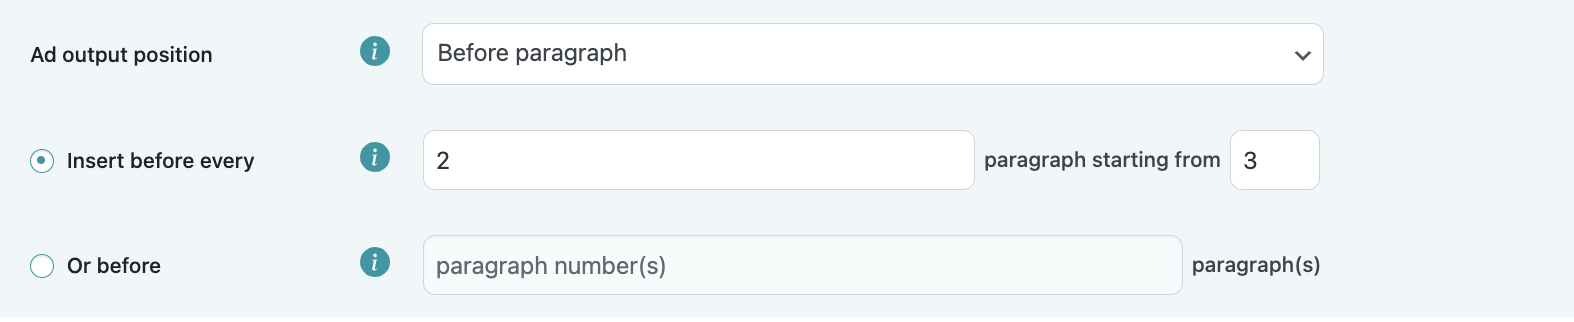 Ad output position i Before paragraph
Insert before every i 2 paragraph starting from 3
Or before i paragraph number(s) paragraph(s)